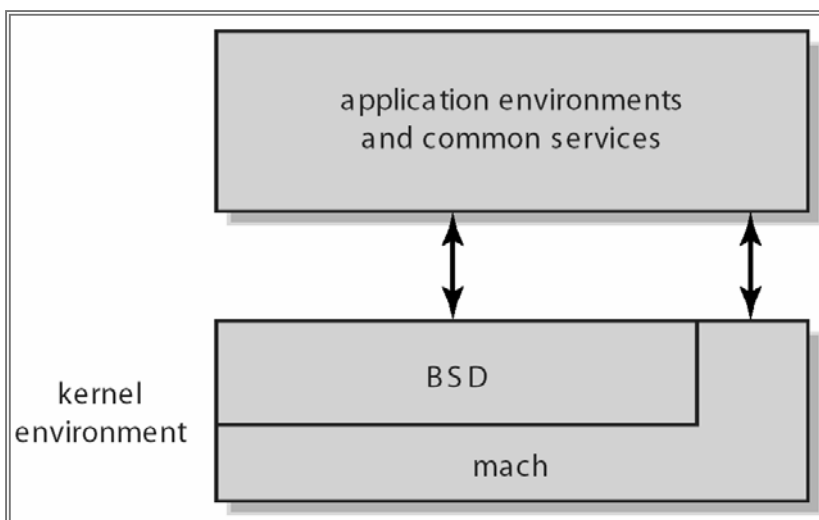 application environments
and common services
kernel
environment
BSD
mach